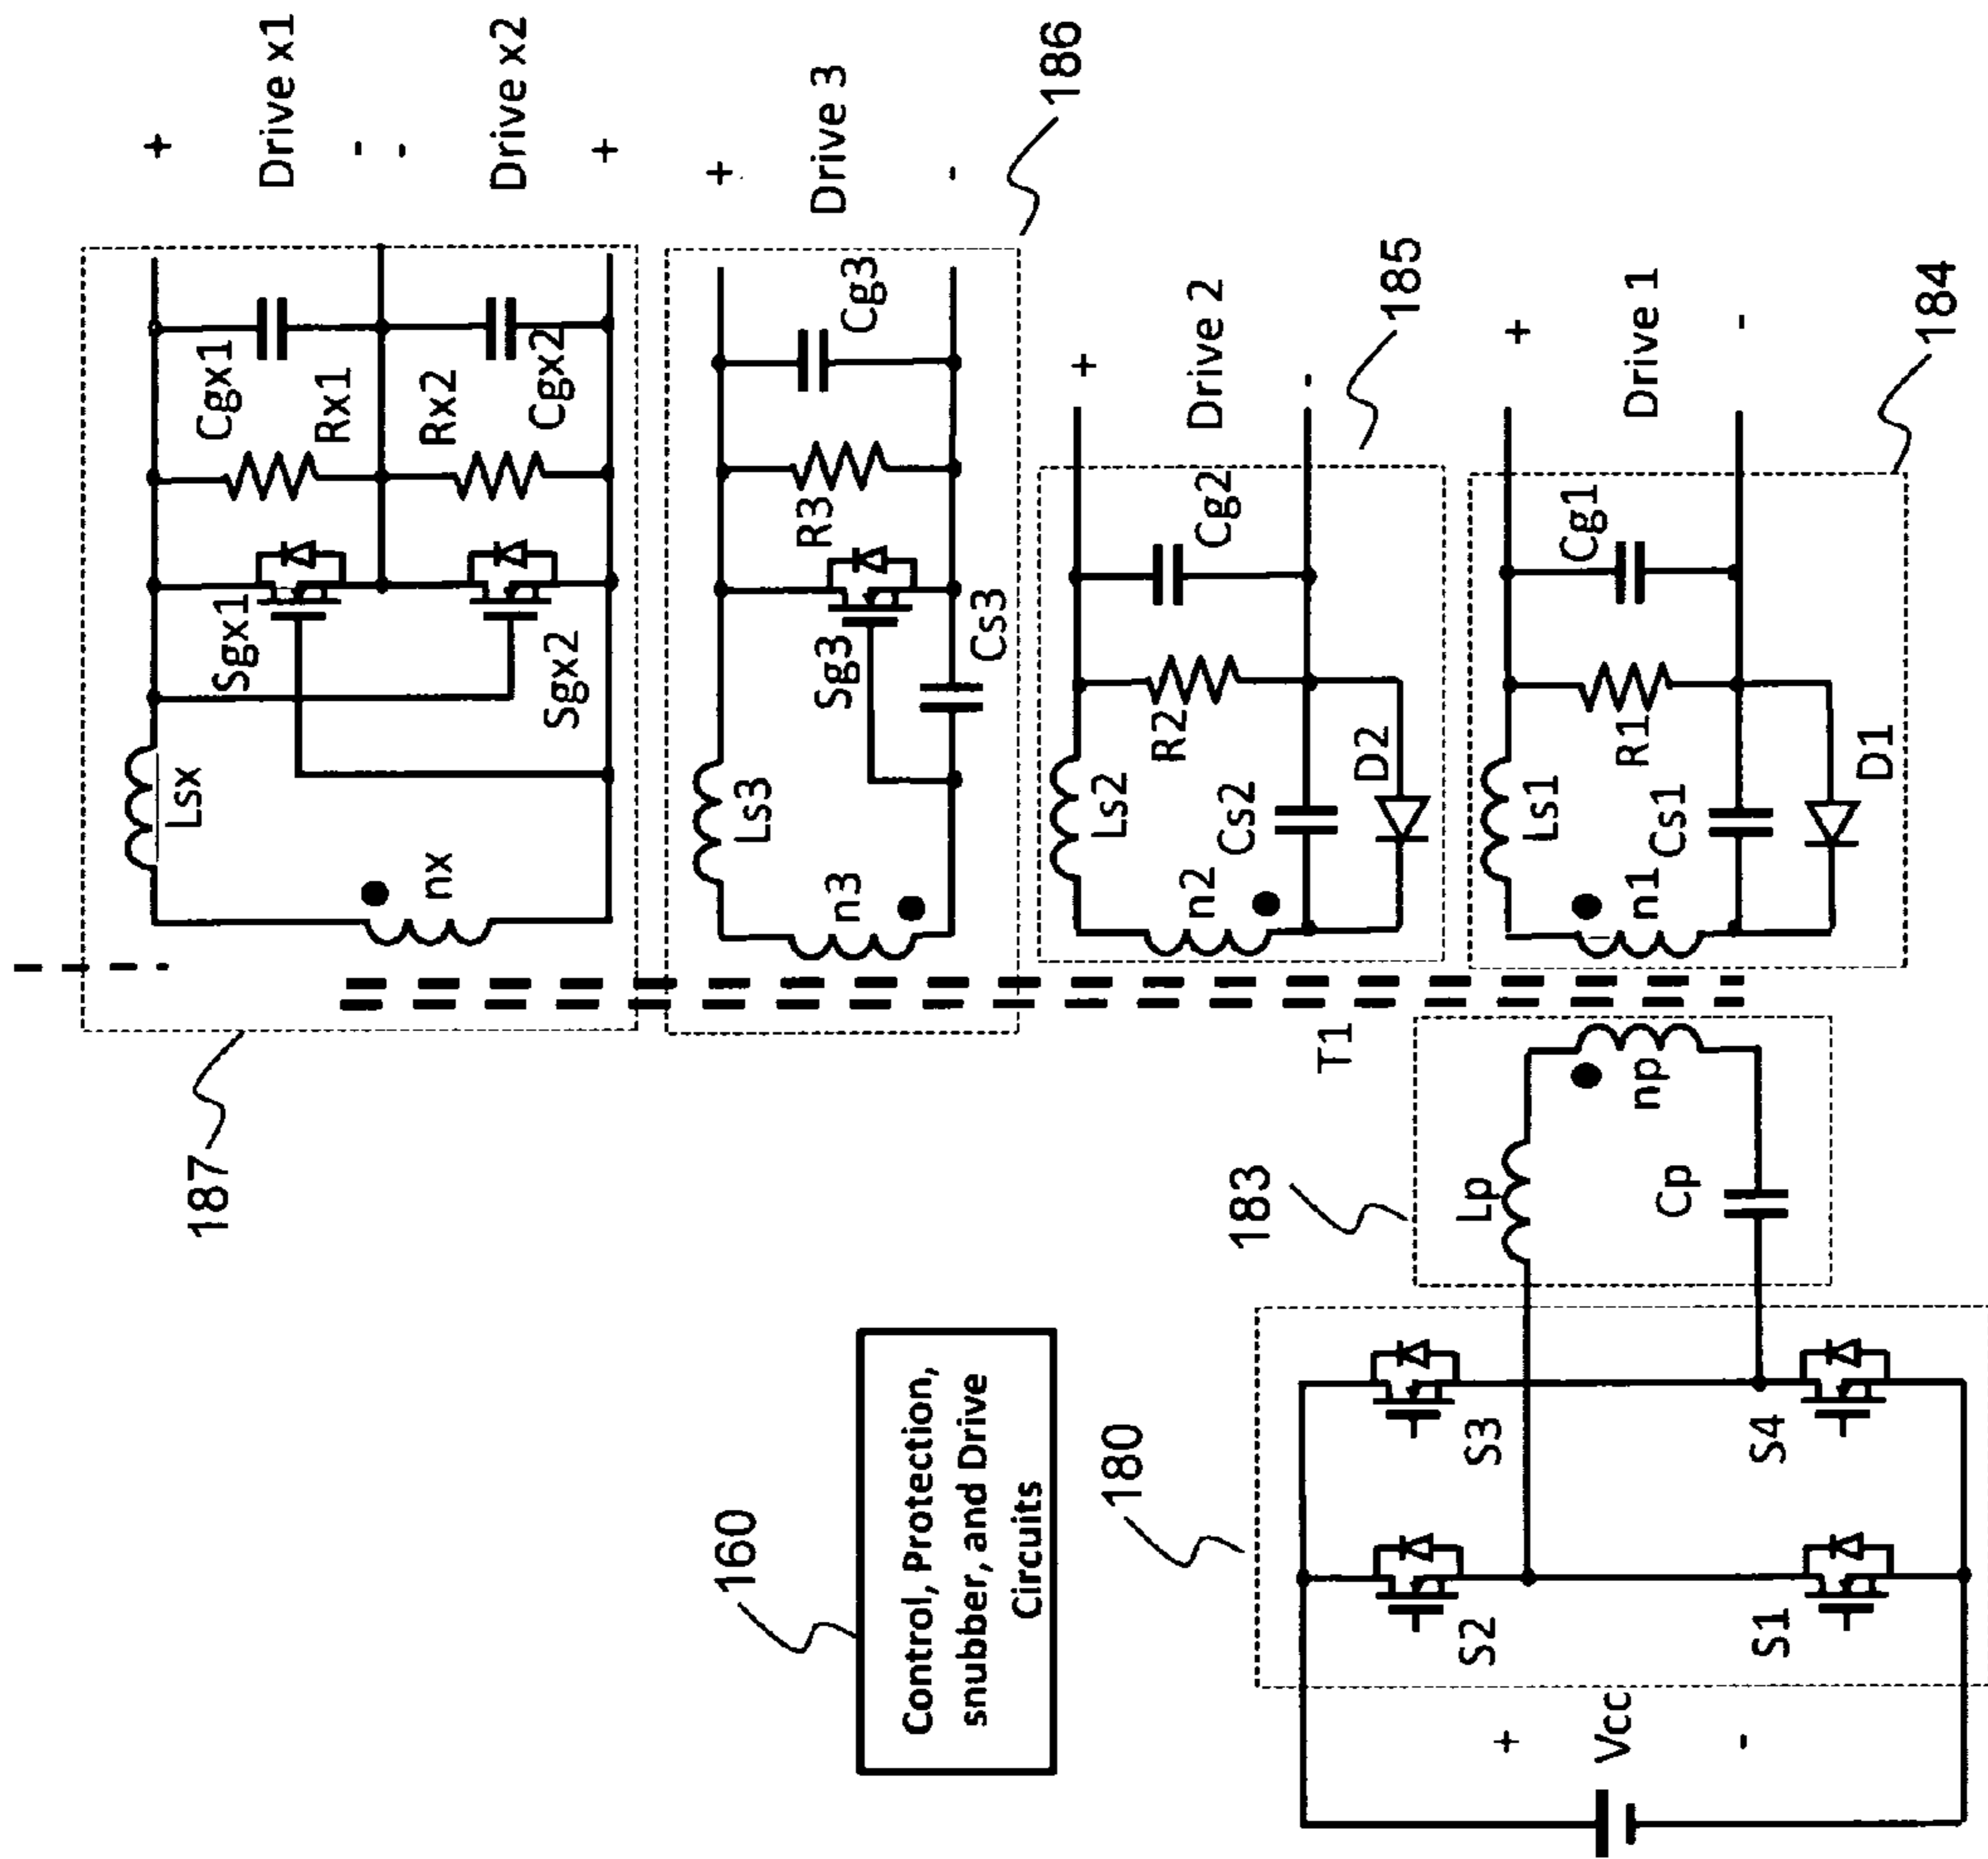 187
Lsx
nx
Sgx1
Sgx2
Cgx1
Rx1
Rx2
Cgx2
+
Drive x1
-
-
Drive x2
+
Ls3
n3
Sg3
R3
Cs3
Cg3
+
Drive 3
-
186
Ls2
n2
Cs2
R2
D2
Cg2
+
Drive 2
-
185
Ls1
n1
Cs1
R1
D1
Cg1
+
Drive 1
-
184
T1
160
Control, Protection,
snubber, and Drive
Circuits
180
183
Lp
np
Cp
S2
S3
S1
S4
+
Vcc
-